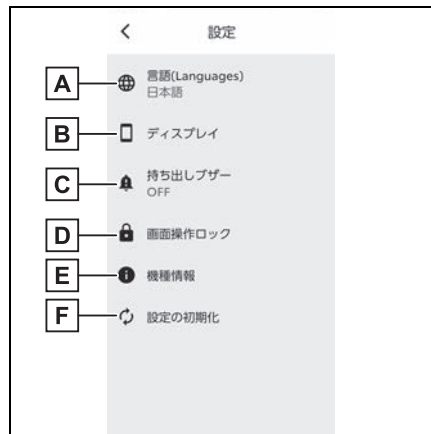 設定
A
言語(Languages)
日本語
B
ディスプレイ
C
持ち出しブザー
OFF
D
画面操作ロック
E
機種情報
F
設定の初期化